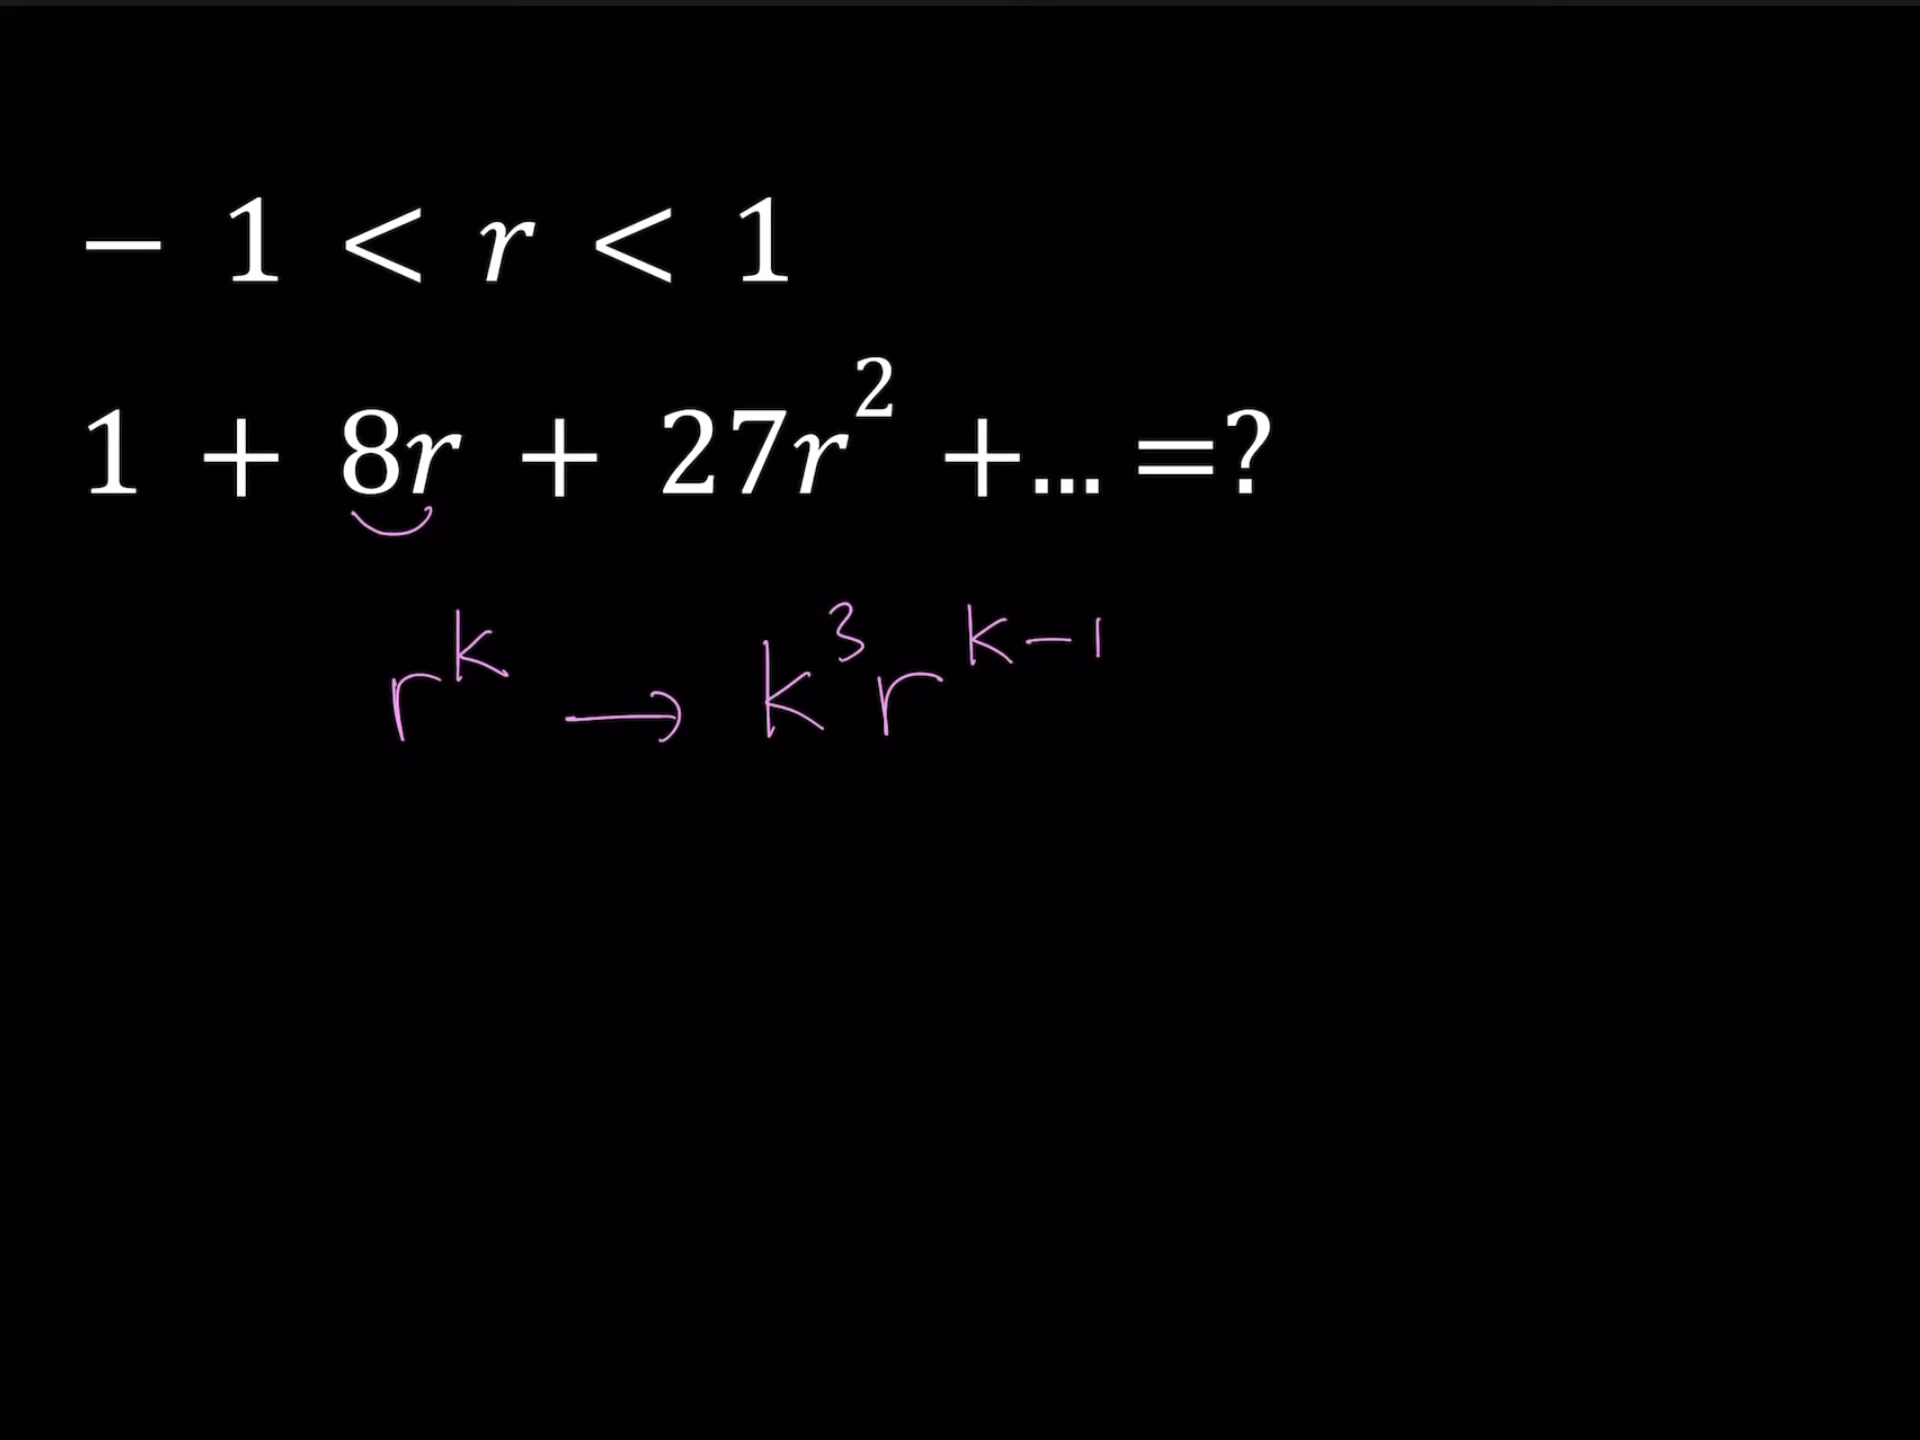 − 1 < r < 1
1 + 8r + 27r² +... =?
rᵏ → k³rᵏ⁻¹